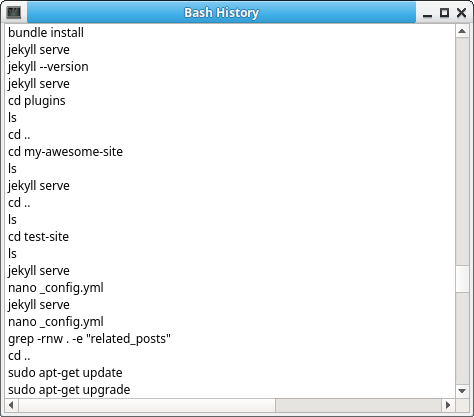 Bash History
bundle install
jekyll serve
jekyll --version
jekyll serve
cd plugins
ls
cd ..
cd my-awesome-site
ls
jekyll serve
cd ..
ls
cd test-site
ls
jekyll serve
nano _config.yml
jekyll serve
nano _config.yml
grep -rnw . -e "related_posts"
cd ..
sudo apt-get update
sudo apt-get upgrade